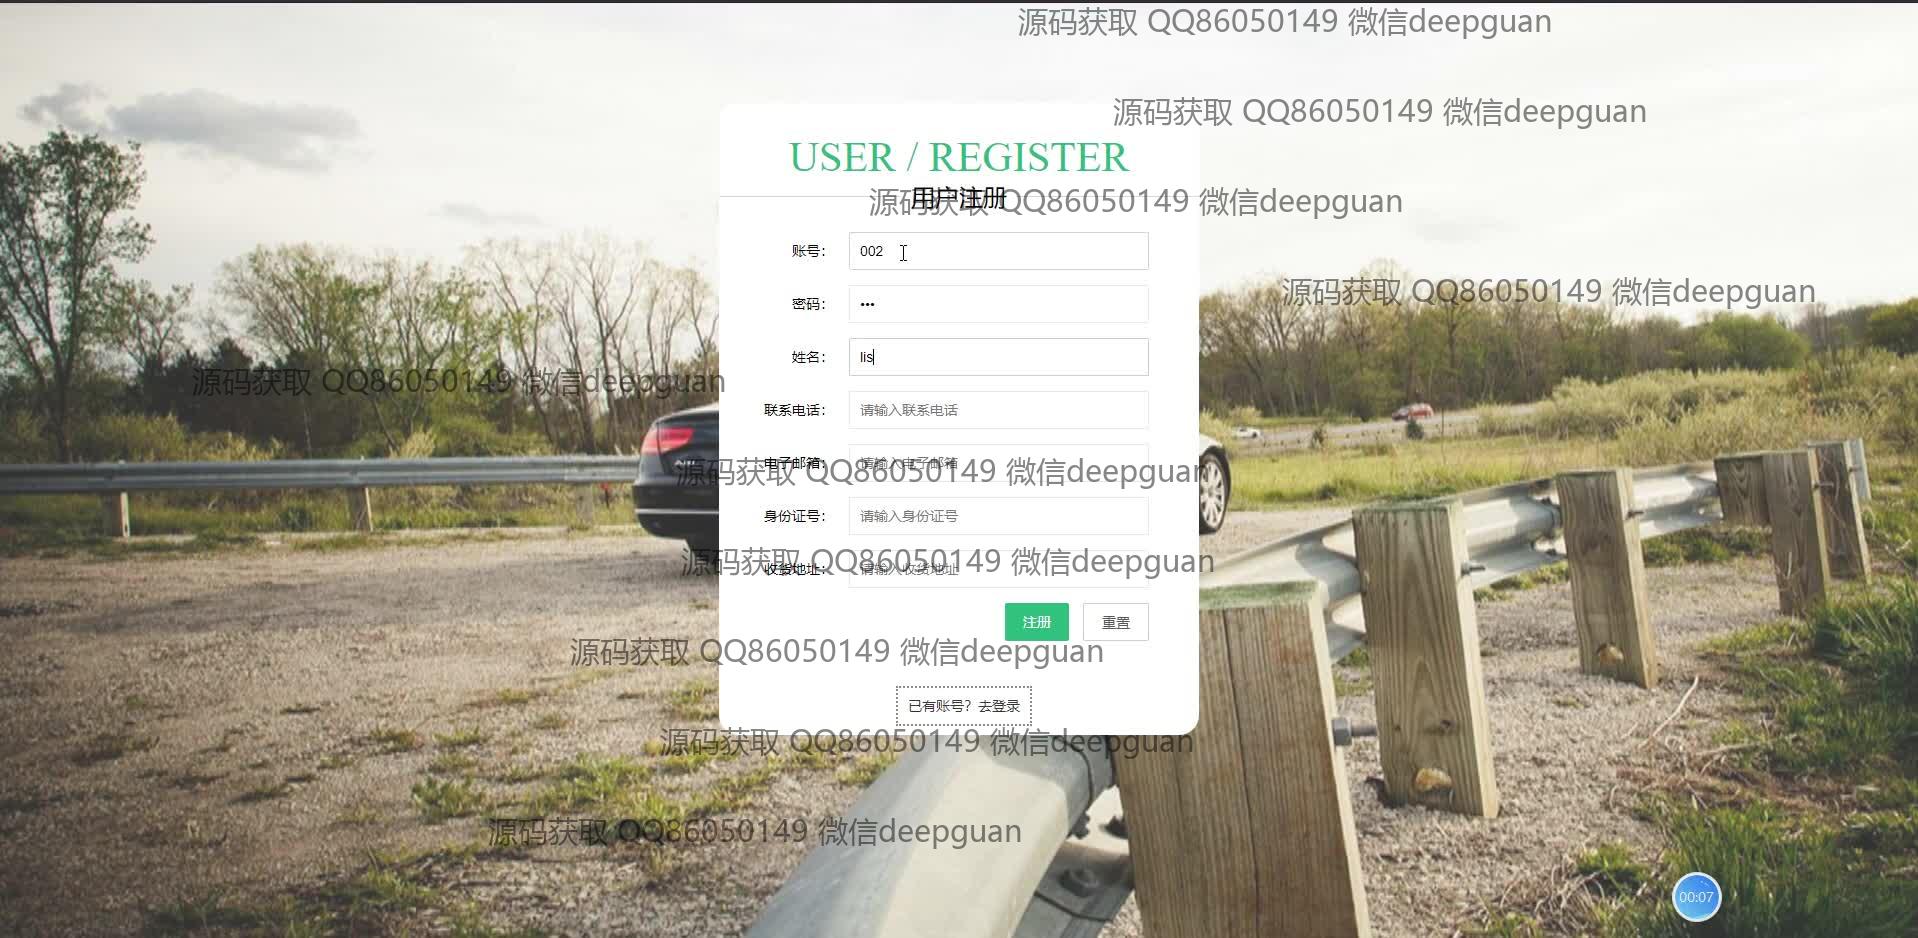 源码获取 QQ86050149 微信deepguan
源码获取 QQ86050149 微信deepguan
USER / REGISTER
用户注册
源码获取 QQ86050149 微信deepguan
账号：
002
源码获取 QQ86050149 微信deepguan
密码：
•••
姓名：
lis
源码获取 QQ86050149 微信deepguan
联系电话：
请输入联系电话
电子邮箱：
请输入电子邮箱
源码获取 QQ86050149 微信deepguan
身份证号：
请输入身份证号
源码获取 QQ86050149 微信deepguan
收货地址：
请输入收货地址
注册
重置
源码获取 QQ86050149 微信deepguan
已有账号？去登录
源码获取 QQ86050149 微信deepguan
源码获取 QQ86050149 微信deepguan
00:07